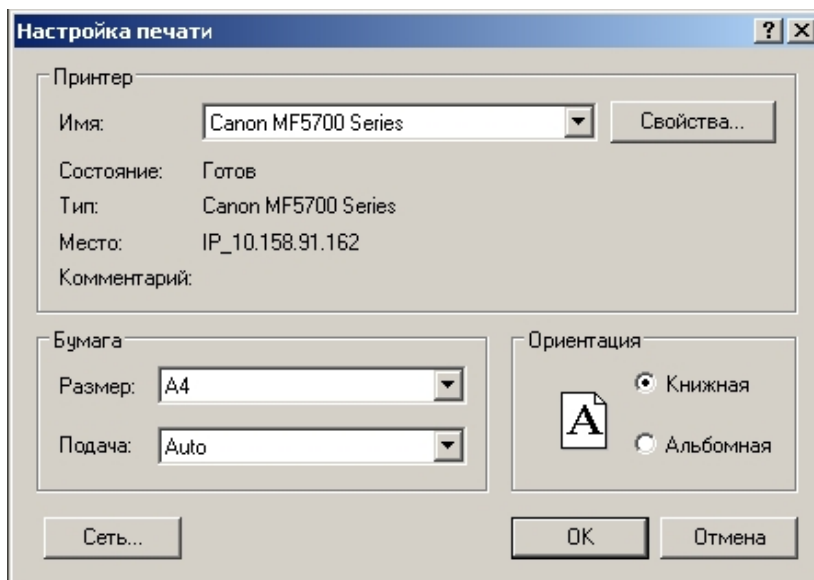 Настройка печати
Принтер
Имя: Canon MF5700 Series Свойства...
Состояние: Готов
Тип: Canon MF5700 Series
Место: IP_10.158.91.162
Комментарий:
Бумага
Размер: A4
Подача: Auto
Ориентация
A
Книжная
Альбомная
Сеть... OK Отмена